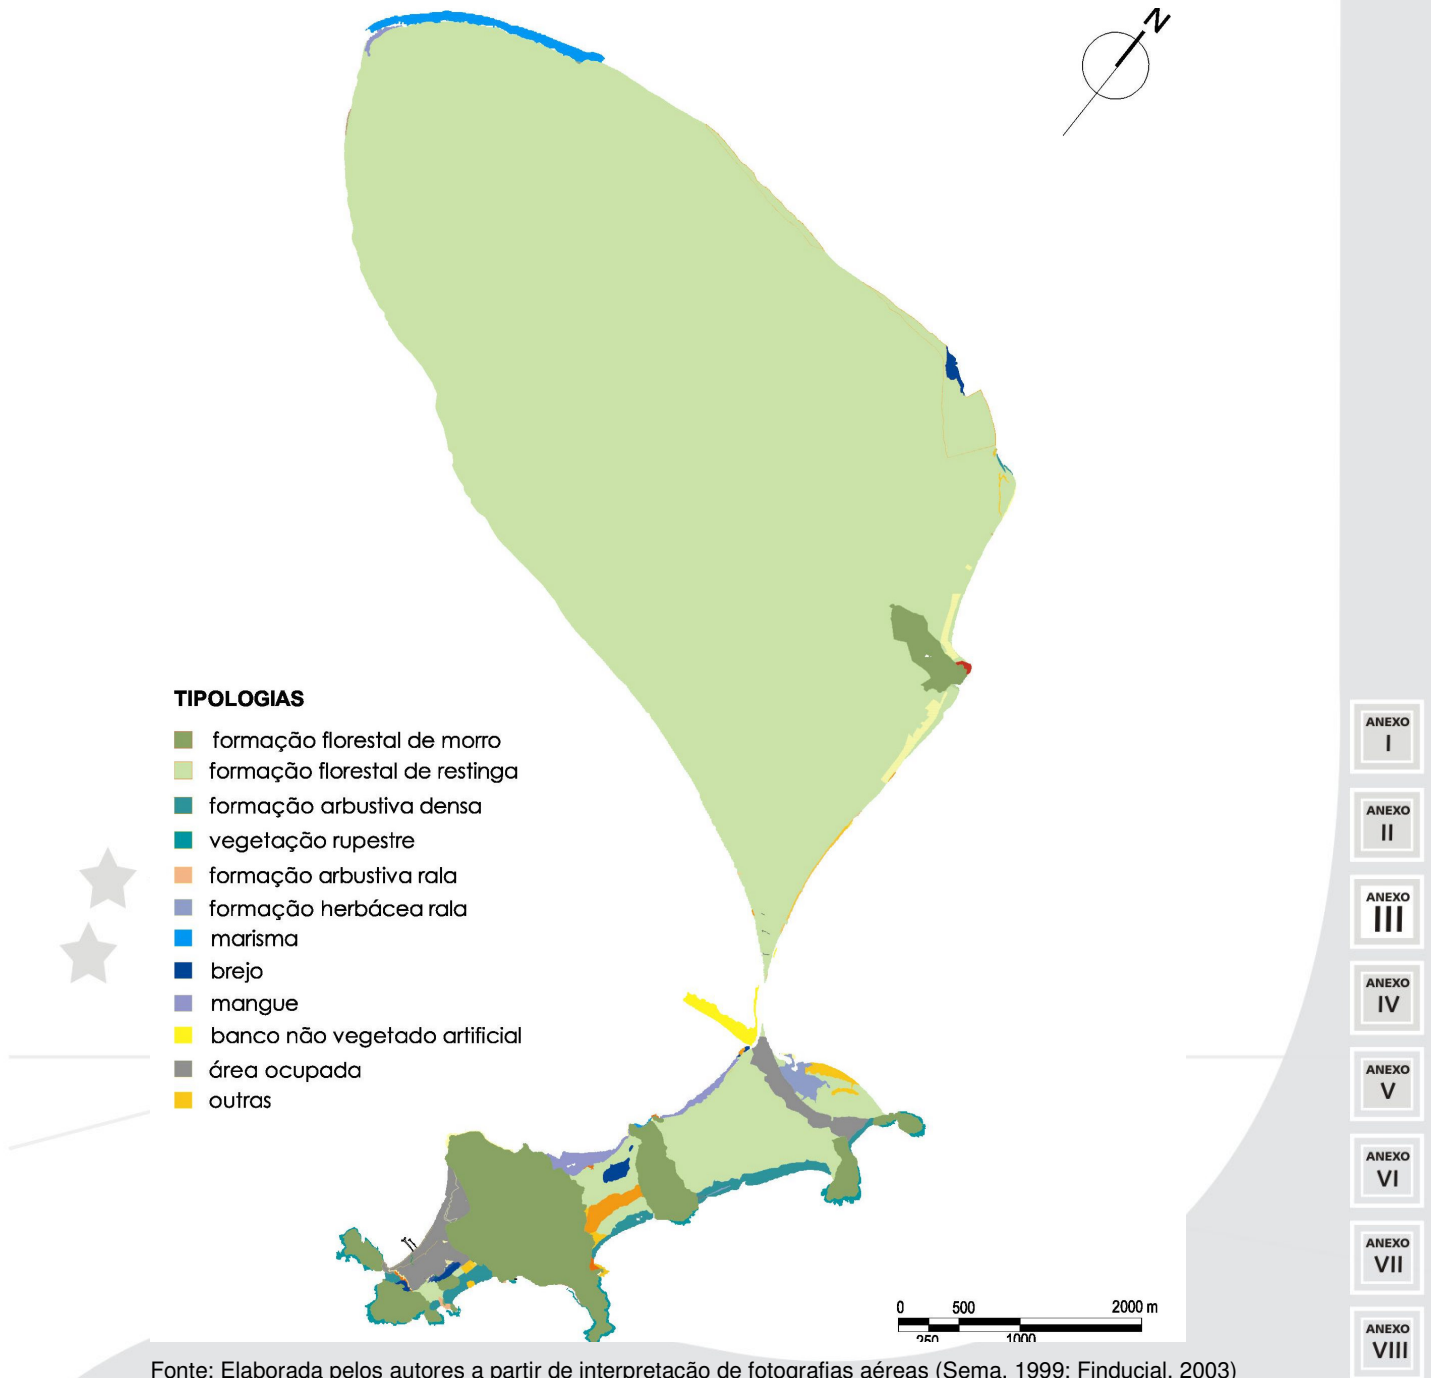 N
TIPOLOGIAS
formação florestal de morro
formação florestal de restinga
formação arbustiva densa
vegetação rupestre
formação arbustiva rala
formação herbácea rala
marisma
brejo
mangue
banco não vegetado artificial
área ocupada
outras
0 500 2000 m
250 1000
Fonte: Elaborada pelos autores a partir de interpretação de fotografias aéreas (Sema, 1999; Finducial, 2003)
ANEXO
I
ANEXO
II
ANEXO
III
ANEXO
IV
ANEXO
V
ANEXO
VI
ANEXO
VII
ANEXO
VIII